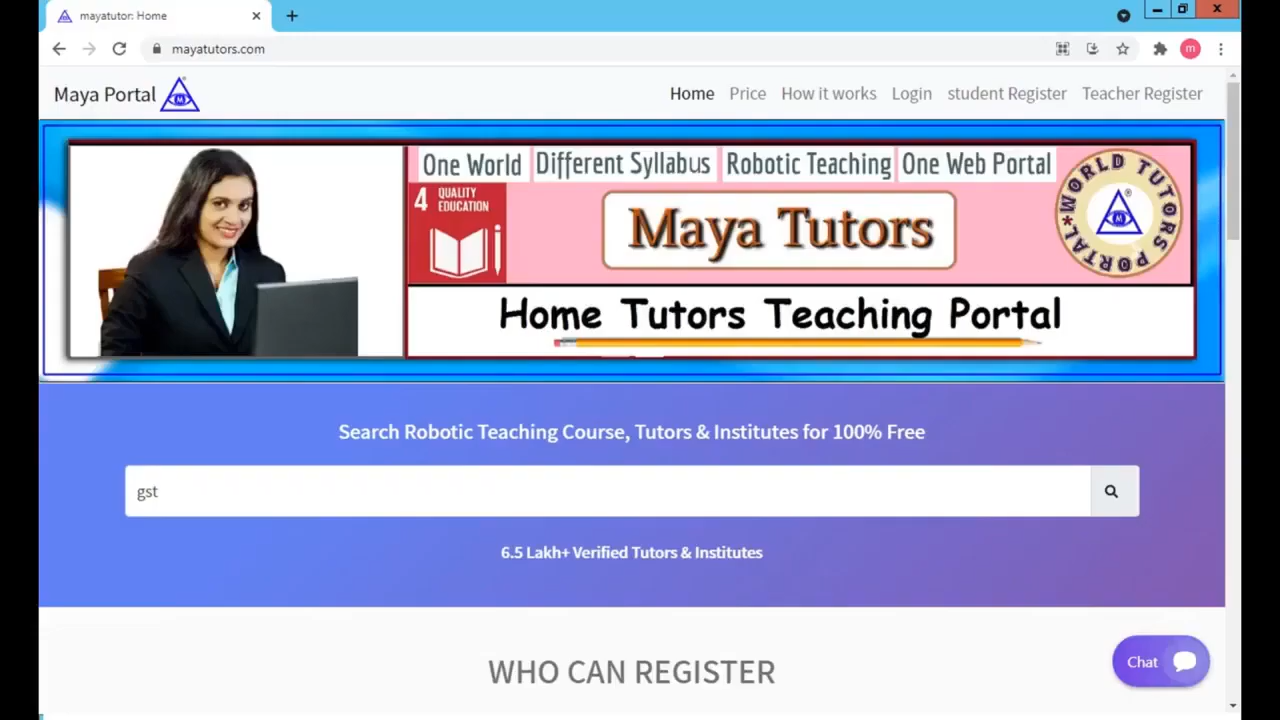 mayatutor: Home
mayatutors.com
m
Maya Portal
M
Home Price How it works Login student Register Teacher Register
One World Different Syllabus Robotic Teaching One Web Portal
4 QUALITY
EDUCATION
Maya Tutors
WORLD TUTORS PORTAL
M
Home Tutors Teaching Portal
Search Robotic Teaching Course, Tutors & Institutes for 100% Free
gst
6.5 Lakh+ Verified Tutors & Institutes
WHO CAN REGISTER
Chat